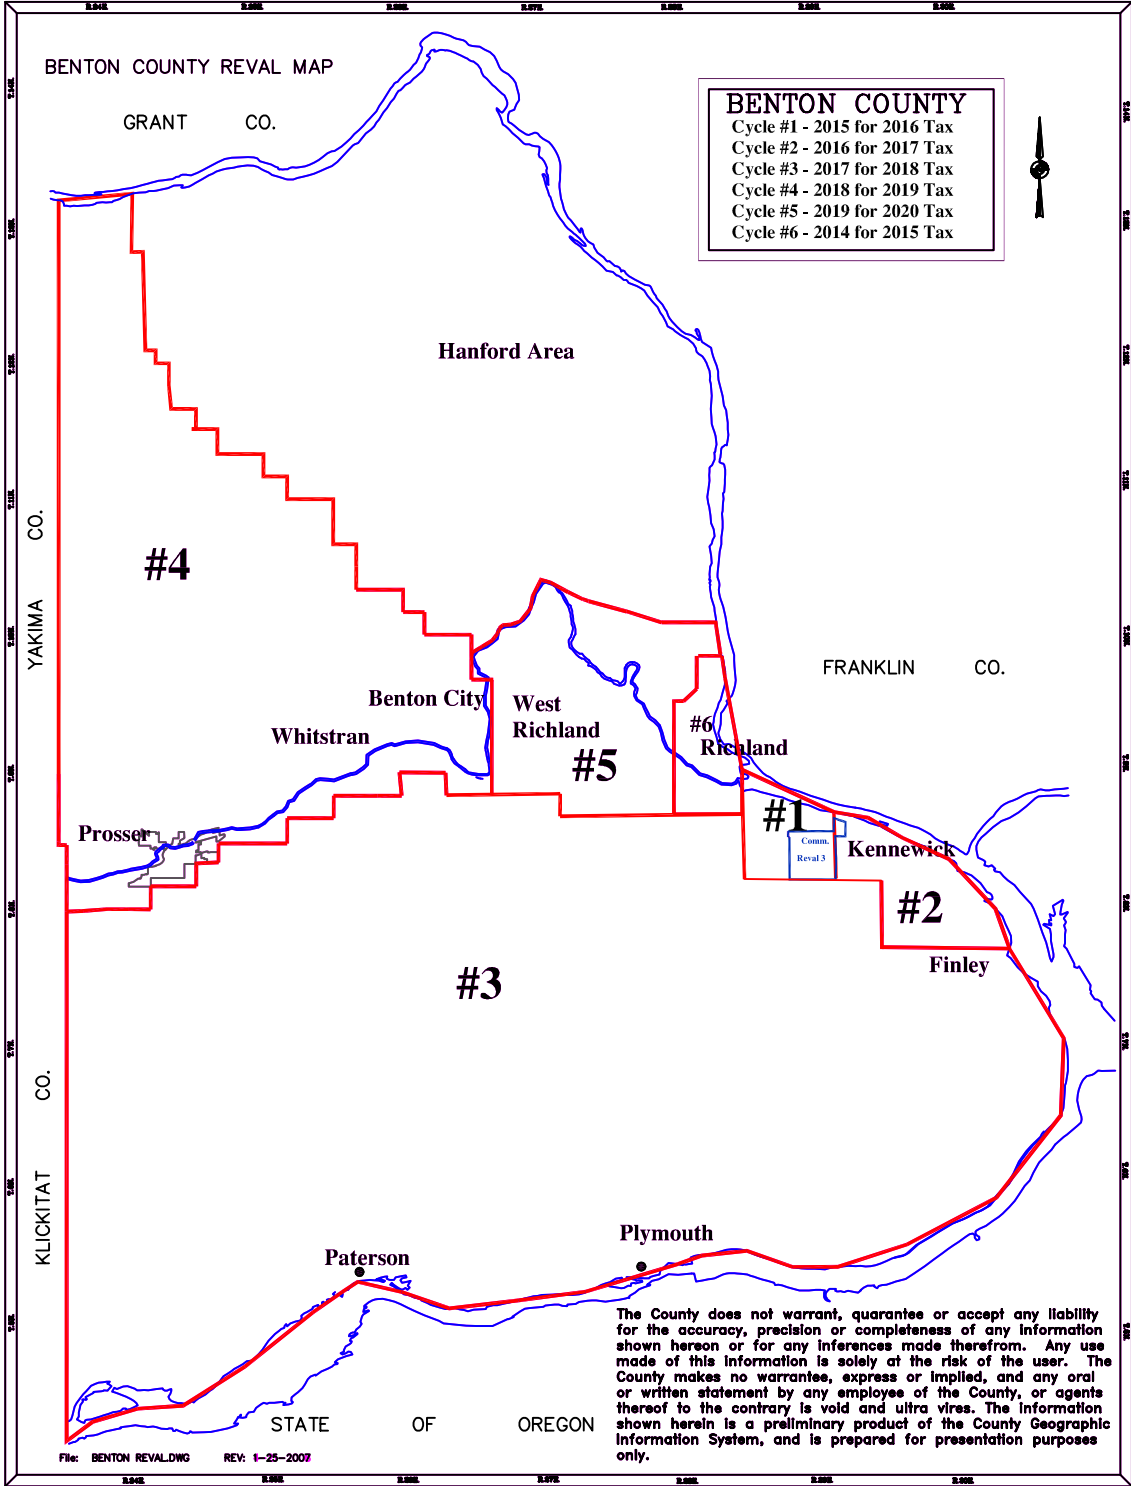 BENTON COUNTY REVAL MAP
GRANT CO.
BENTON COUNTY
Cycle #1 - 2015 for 2016 Tax
Cycle #2 - 2016 for 2017 Tax
Cycle #3 - 2017 for 2018 Tax
Cycle #4 - 2018 for 2019 Tax
Cycle #5 - 2019 for 2020 Tax
Cycle #6 - 2014 for 2015 Tax
Hanford Area
YAKIMA CO.
#4
FRANKLIN CO.
Benton City
West
Richland
#6
Richland
Whitstran
#5
#1
Prosser
Comm.
Reval 3
Kennewick
#2
Finley
#3
KLICKITAT CO.
Plymouth
Paterson
The County does not warrant, quarantee or accept any liability
for the accuracy, precision or completeness of any information
shown hereon or for any inferences made therefrom. Any use
made of this information is solely at the risk of the user. The
County makes no warrantee, express or implied, and any oral
or written statement by any employee of the County, or agents
thereof to the contrary is void and ultra vires. The information
shown herein is a preliminary product of the County Geographic
Information System, and is prepared for presentation purposes
only.
STATE OF OREGON
File: BENTON REVAL.DWG REV: 1-25-2007